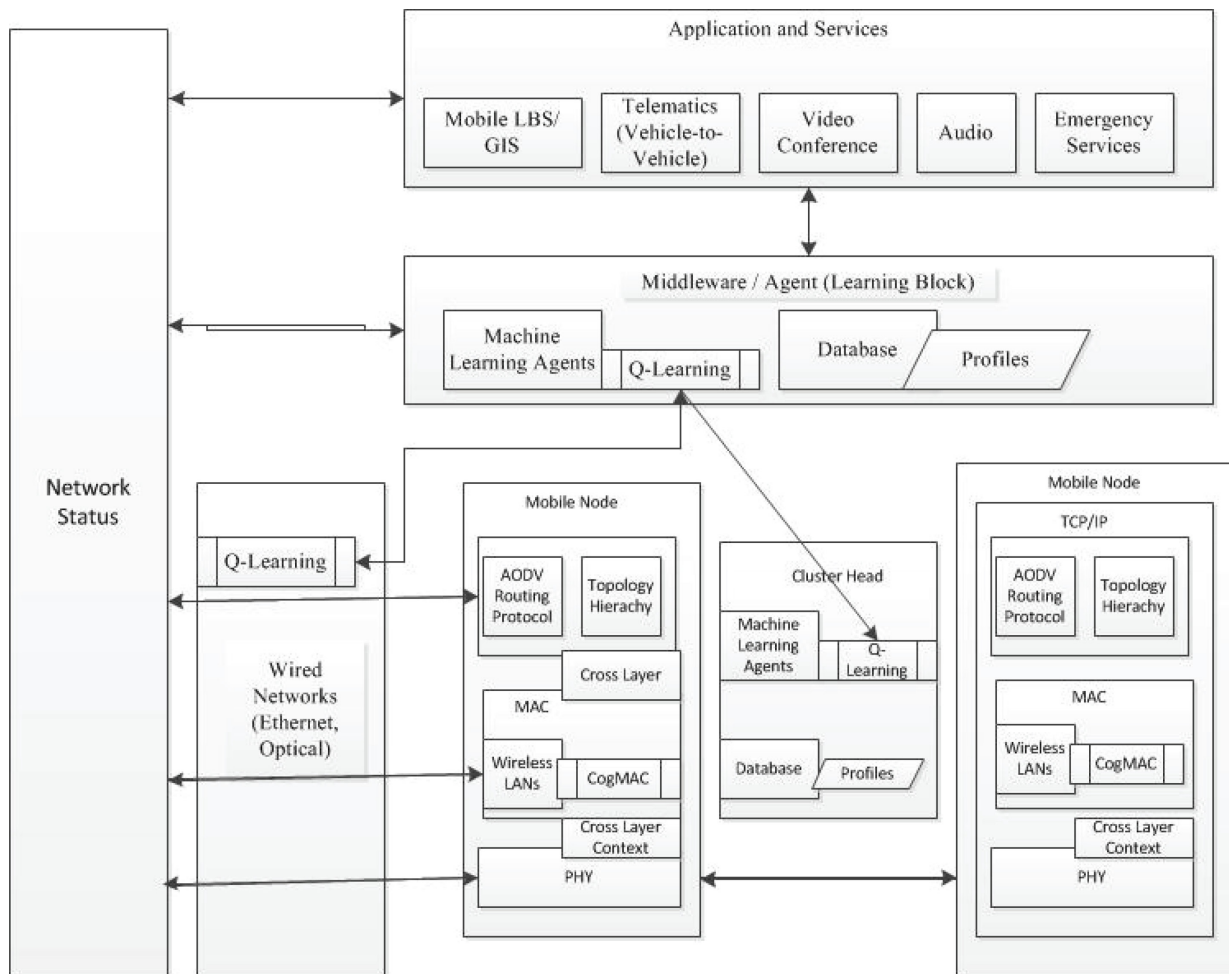 Application and Services
Mobile LBS/
GIS
Telematics
(Vehicle-to-
Vehicle)
Video
Conference
Audio
Emergency
Services
Middleware / Agent (Learning Block)
Machine
Learning Agents
Q-Learning
Database
Profiles
Network
Status
Q-Learning
Wired
Networks
(Ethernet,
Optical)
Mobile Node
AODV
Routing
Protocol
Topology
Hierachy
Cross Layer
MAC
Wireless
LANs
CogMAC
Cross Layer
Context
PHY
Cluster Head
Machine
Learning
Agents
Q-
Learning
Database
Profiles
Mobile Node
TCP/IP
AODV
Routing
Protocol
Topology
Hierachy
MAC
Wireless
LANs
CogMAC
Cross Layer
Context
PHY